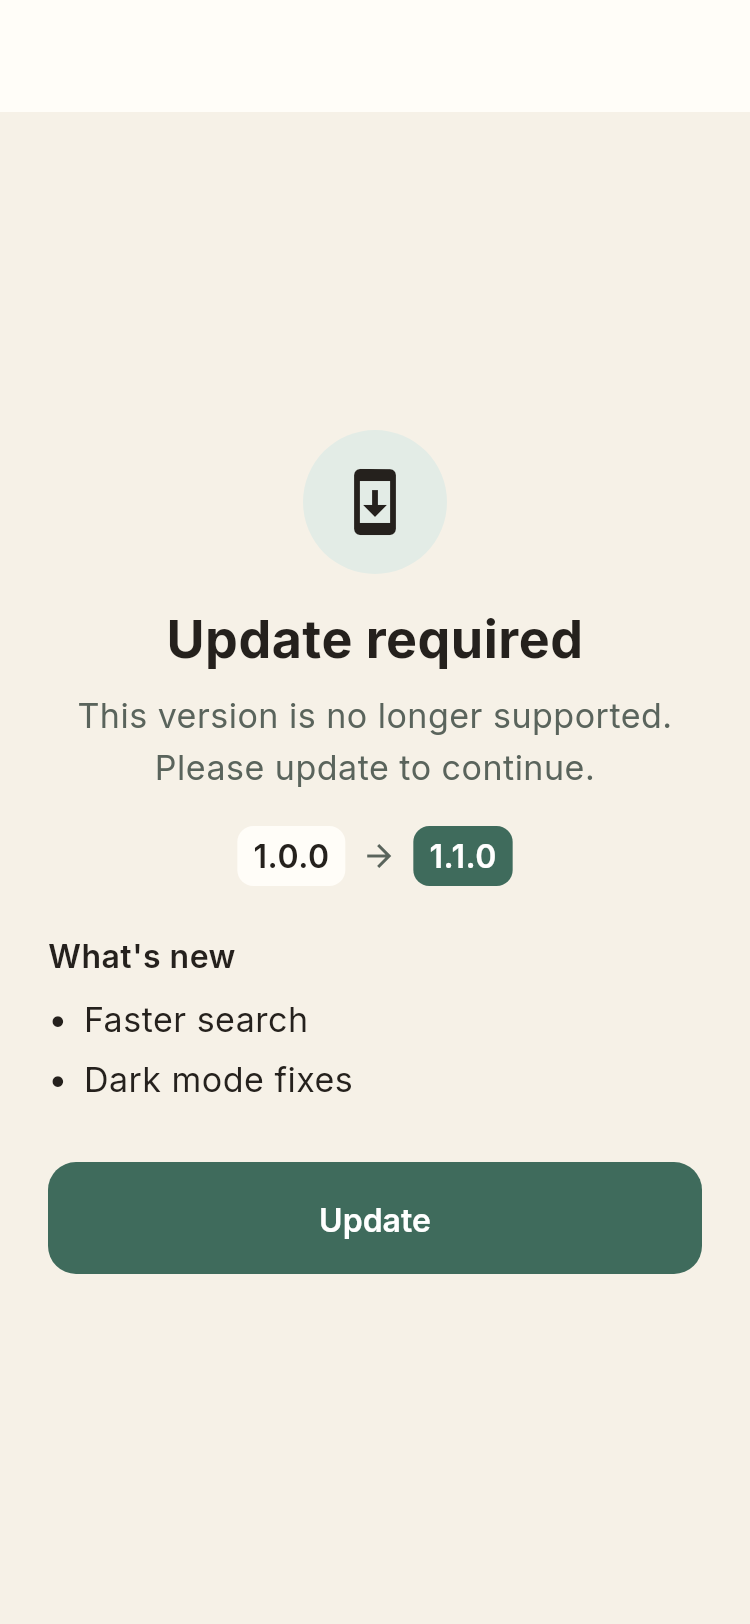 Update required
This version is no longer supported.
Please update to continue.
1.0.0 → 1.1.0
What's new
• Faster search
• Dark mode fixes
Update